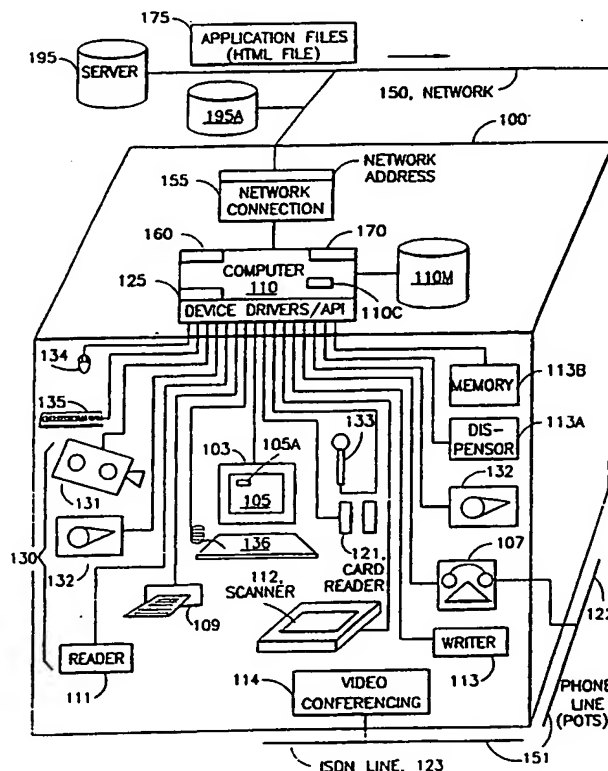 175
APPLICATION FILES
(HTML FILE)
195
SERVER
150, NETWORK
195A
100
NETWORK
ADDRESS
155
NETWORK
CONNECTION
160
170
COMPUTER
110
110M
125
110C
DEVICE DRIVERS/API
134
MEMORY
113B
135
DIS-
PENSOR
113A
133
103
105A
105
131
132
136
121,
CARD
READER
107
130
132
112,
SCANNER
109
122
READER
111
WRITER
113
114
VIDEO
CONFERENCING
PHONE
LINE
(POTS)
151
ISDN LINE, 123